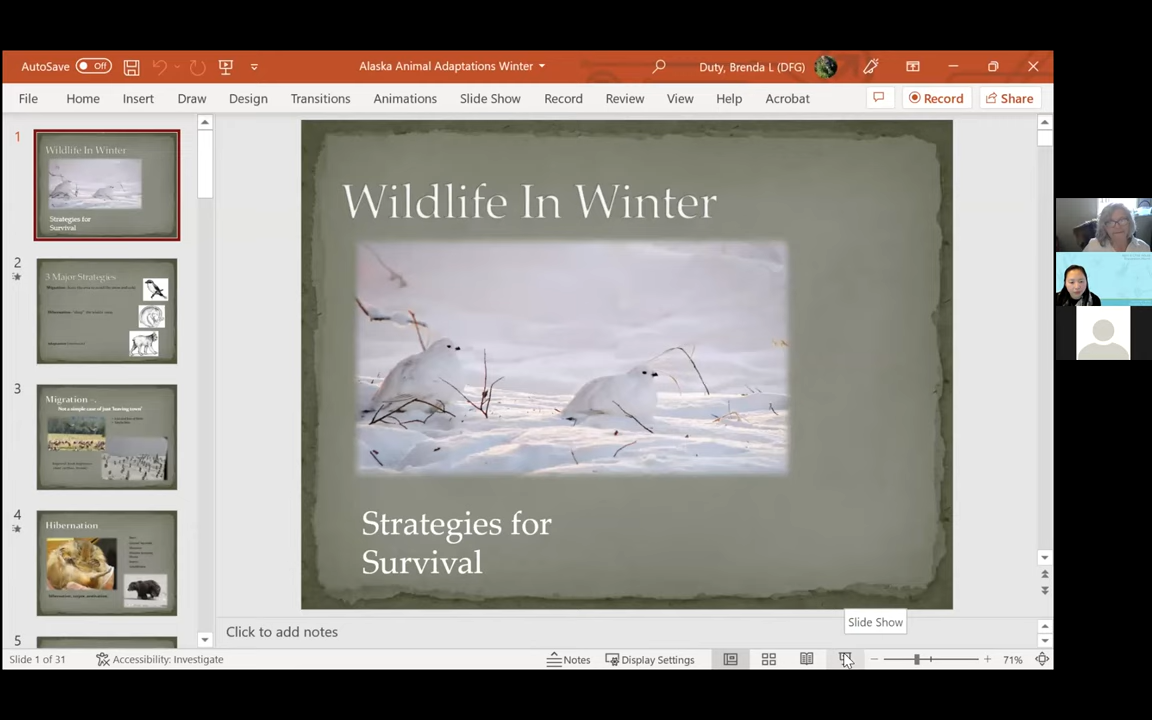 AutoSave Off Alaska Animal Adaptations Winter Duty, Brenda L (DFG)
File Home Insert Draw Design Transitions Animations Slide Show Record Review View Help Acrobat Record Share
1
Wildlife In Winter
Strategies for
Survival
2
3 Major Strategies
3
Migration
Not a simple case of just "leaving town"
4
Hibernation
5
Wildlife In Winter
Strategies for
Survival
Slide Show
Click to add notes
Slide 1 of 31 Accessibility: Investigate Notes Display Settings 71%